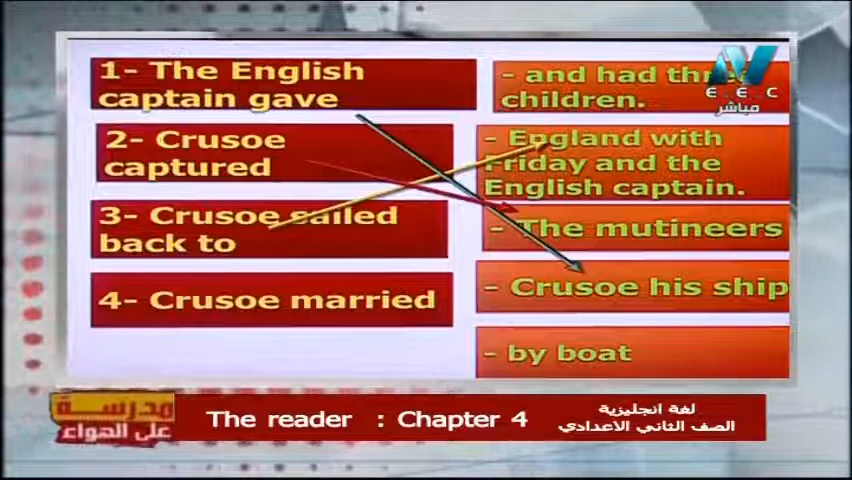 1- The English
captain gave
2- Crusoe
captured
3- Crusoe sailed
back to
4- Crusoe married
- and had three
children.
- England with
Friday and the
English captain.
- The mutineers
- Crusoe his ship
- by boat
E.E.C
مباشر
مدرسة
على الهواء
The reader : Chapter 4
لغة انجليزية
الصف الثاني الاعدادي